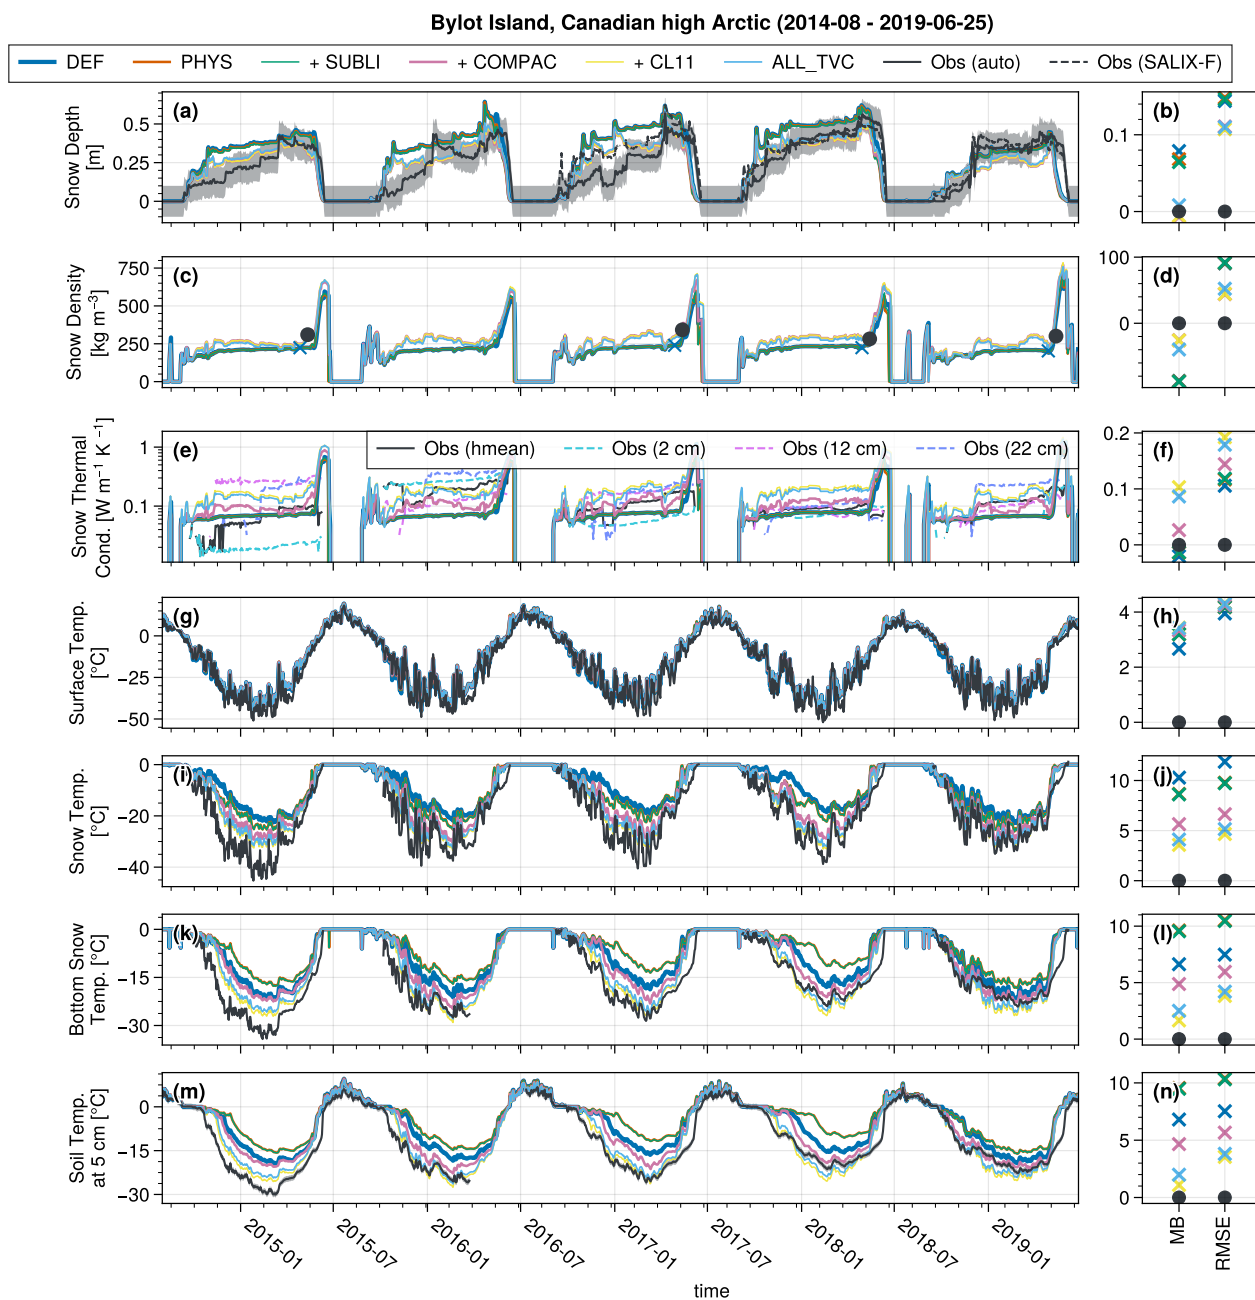 Bylot Island, Canadian high Arctic (2014-08 - 2019-06-25)
DEF PHYS + SUBLI + COMPAC + CL11 ALL_TVC Obs (auto) Obs (SALIX-F)
Snow Depth
[m]
0.5
0.25
0
(a)
(b)
0.1
0
Snow Density
[kg m⁻³]
750
500
250
0
(c)
(d)
100
0
Snow Thermal
Cond. [W m⁻¹ K⁻¹]
1
0.1
(e)
Obs (hmean) Obs (2 cm) Obs (12 cm) Obs (22 cm)
(f)
0.2
0.1
0
Surface Temp.
[°C]
0
−25
−50
(g)
(h)
4
2
0
Snow Temp.
[°C]
0
−20
−40
(i)
(j)
10
5
0
Bottom Snow
Temp. [°C]
0
−15
−30
(k)
(l)
10
5
0
Soil Temp.
at 5 cm [°C]
0
−15
−30
(m)
(n)
10
5
0
2015-01
2015-07
2016-01
2016-07
2017-01
2017-07
2018-01
2018-07
2019-01
MB
RMSE
time